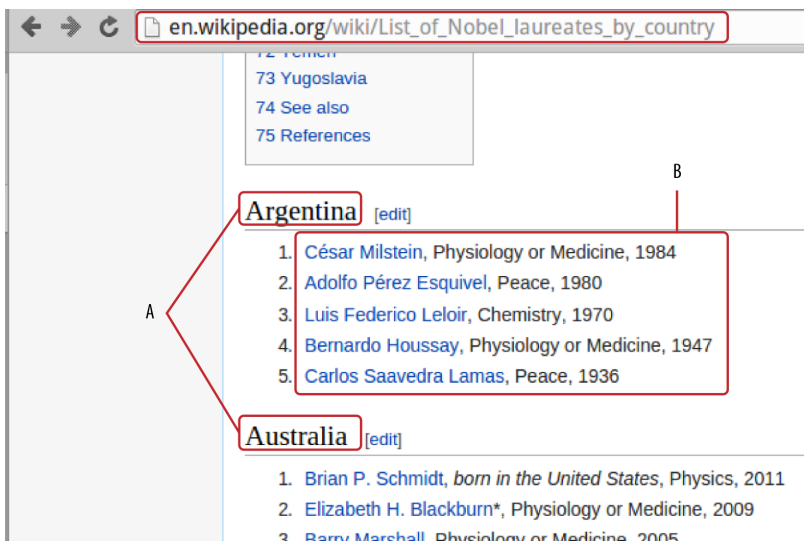 en.wikipedia.org/wiki/List_of_Nobel_laureates_by_country
72 Yemen
73 Yugoslavia
74 See also
75 References
B
Argentina [edit]
1. César Milstein, Physiology or Medicine, 1984
2. Adolfo Pérez Esquivel, Peace, 1980
A
3. Luis Federico Leloir, Chemistry, 1970
4. Bernardo Houssay, Physiology or Medicine, 1947
5. Carlos Saavedra Lamas, Peace, 1936
Australia [edit]
1. Brian P. Schmidt, born in the United States, Physics, 2011
2. Elizabeth H. Blackburn*, Physiology or Medicine, 2009
3. Barry Marshall, Physiology or Medicine, 2005